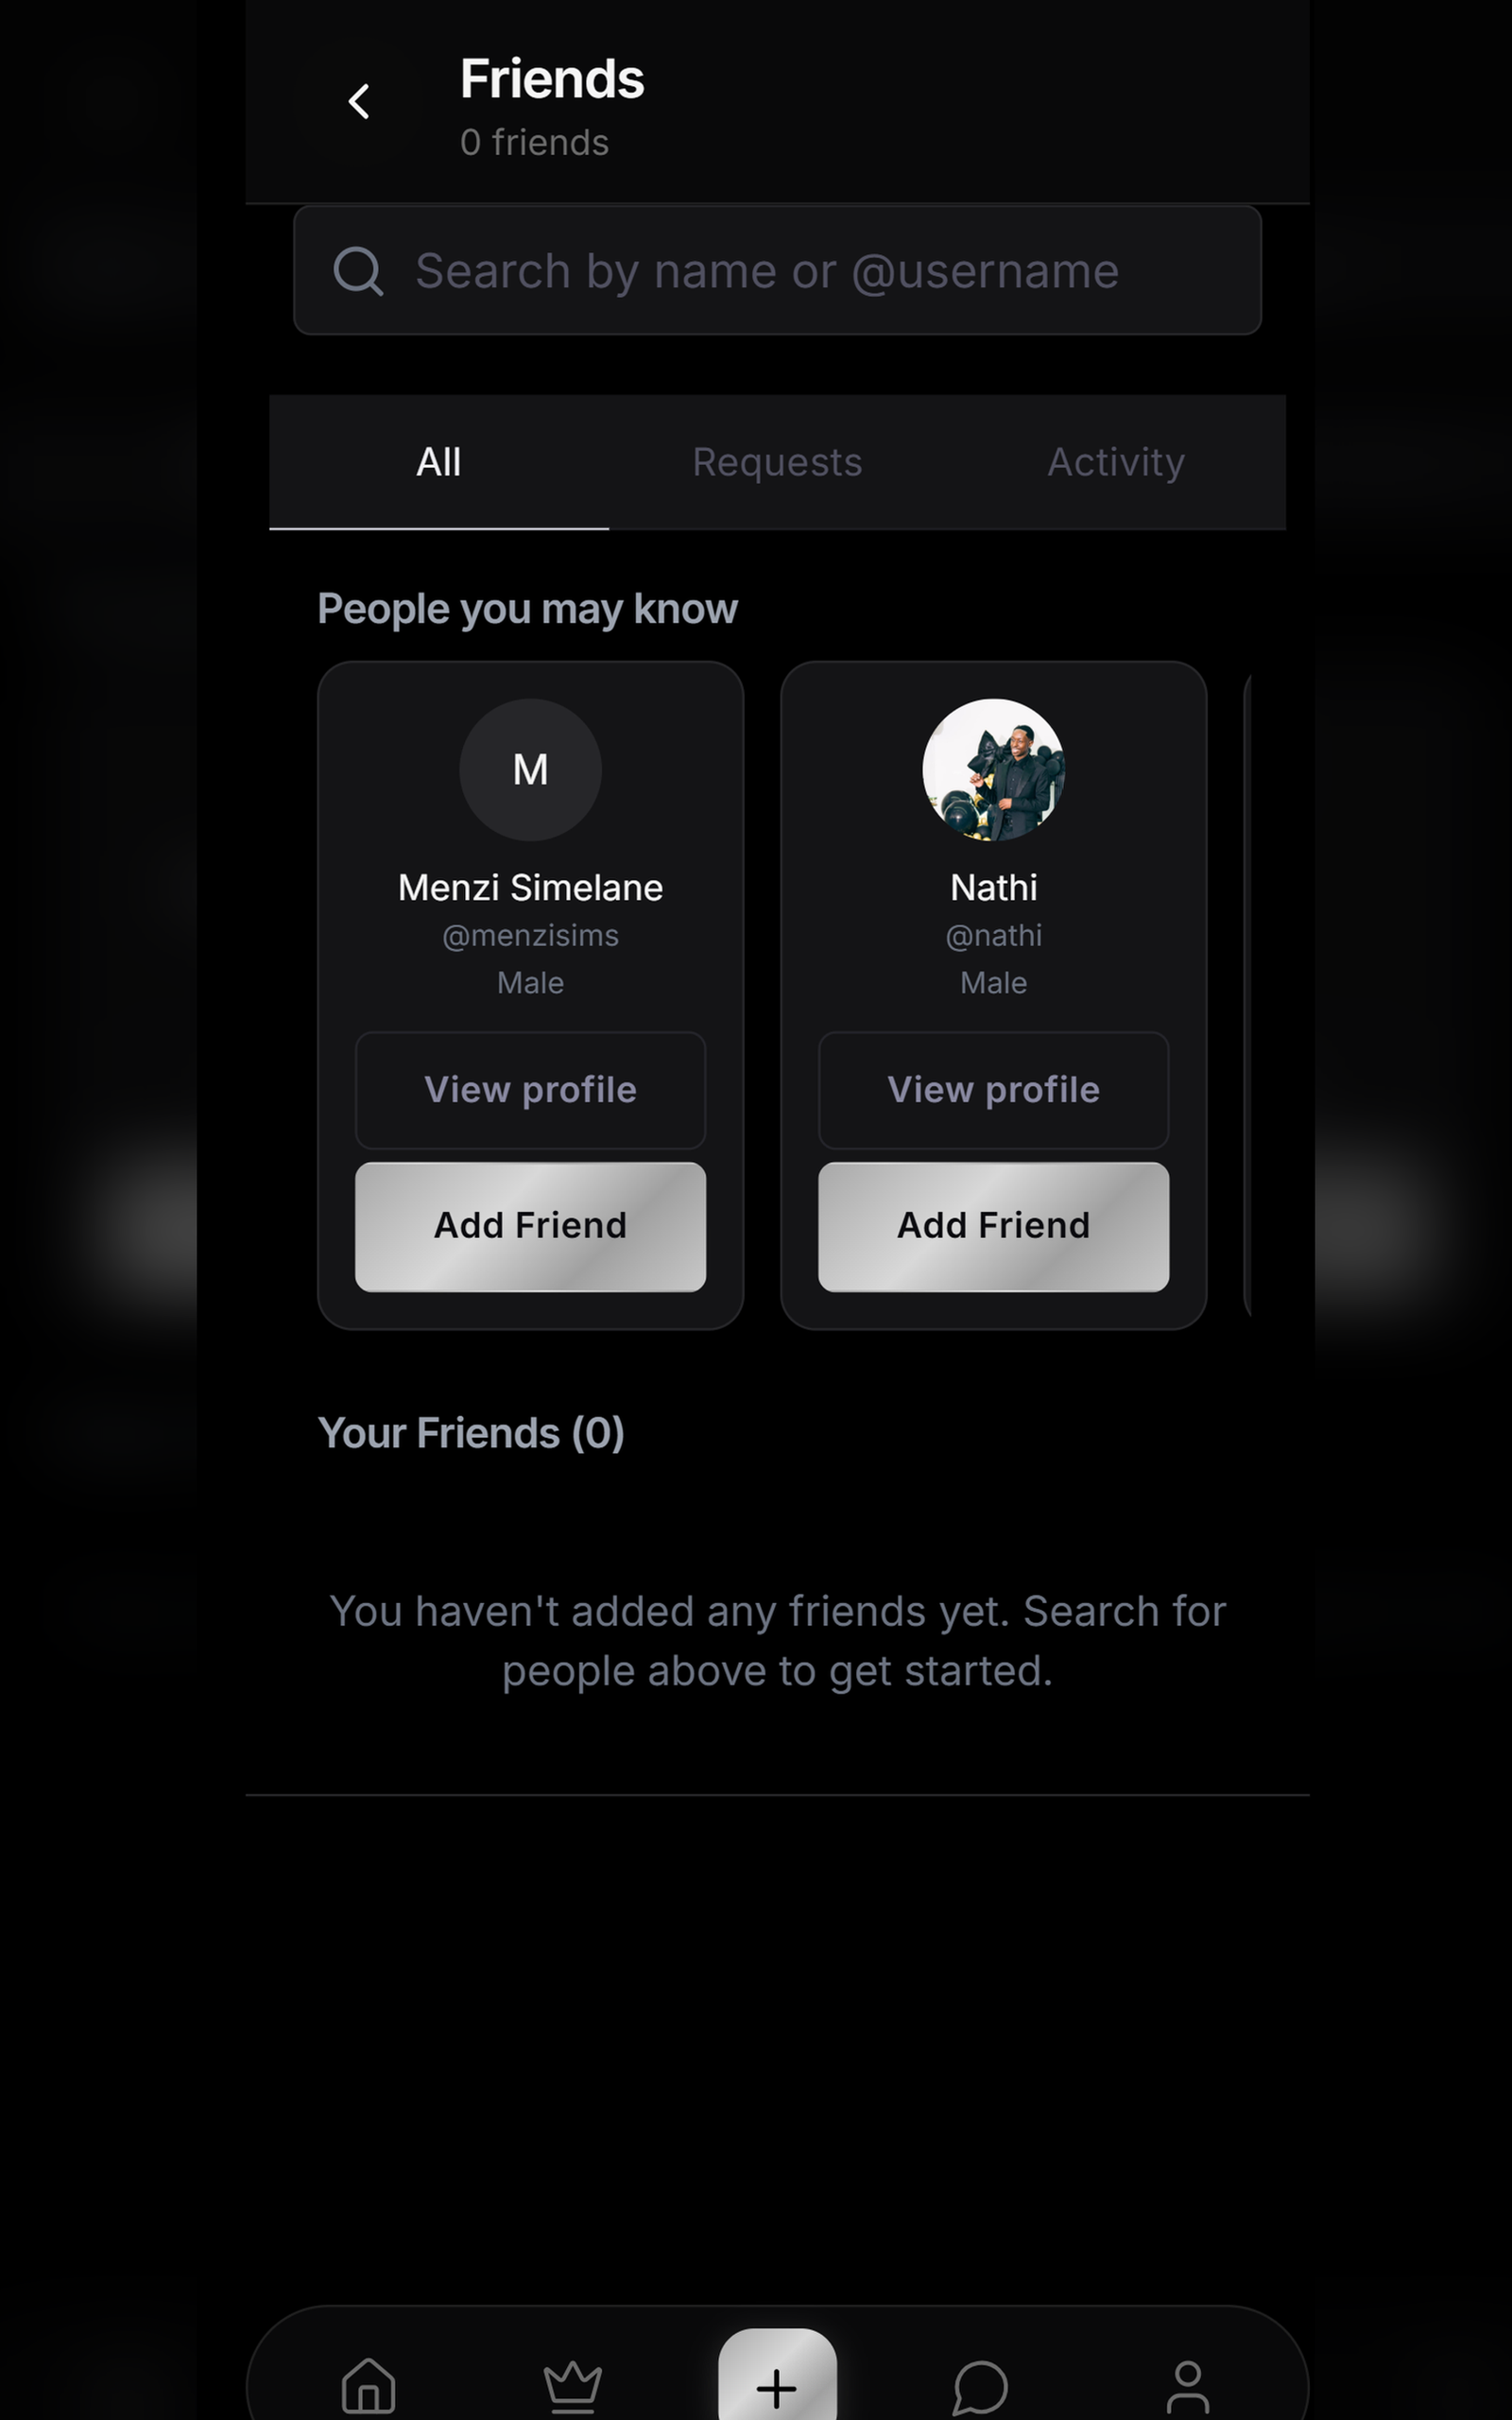 Friends
0 friends
Search by name or @username
All Requests Activity
People you may know
M
Menzi Simelane
@menzisims
Male
View profile
Add Friend
Nathi
@nathi
Male
View profile
Add Friend
Your Friends (0)
You haven't added any friends yet. Search for
people above to get started.